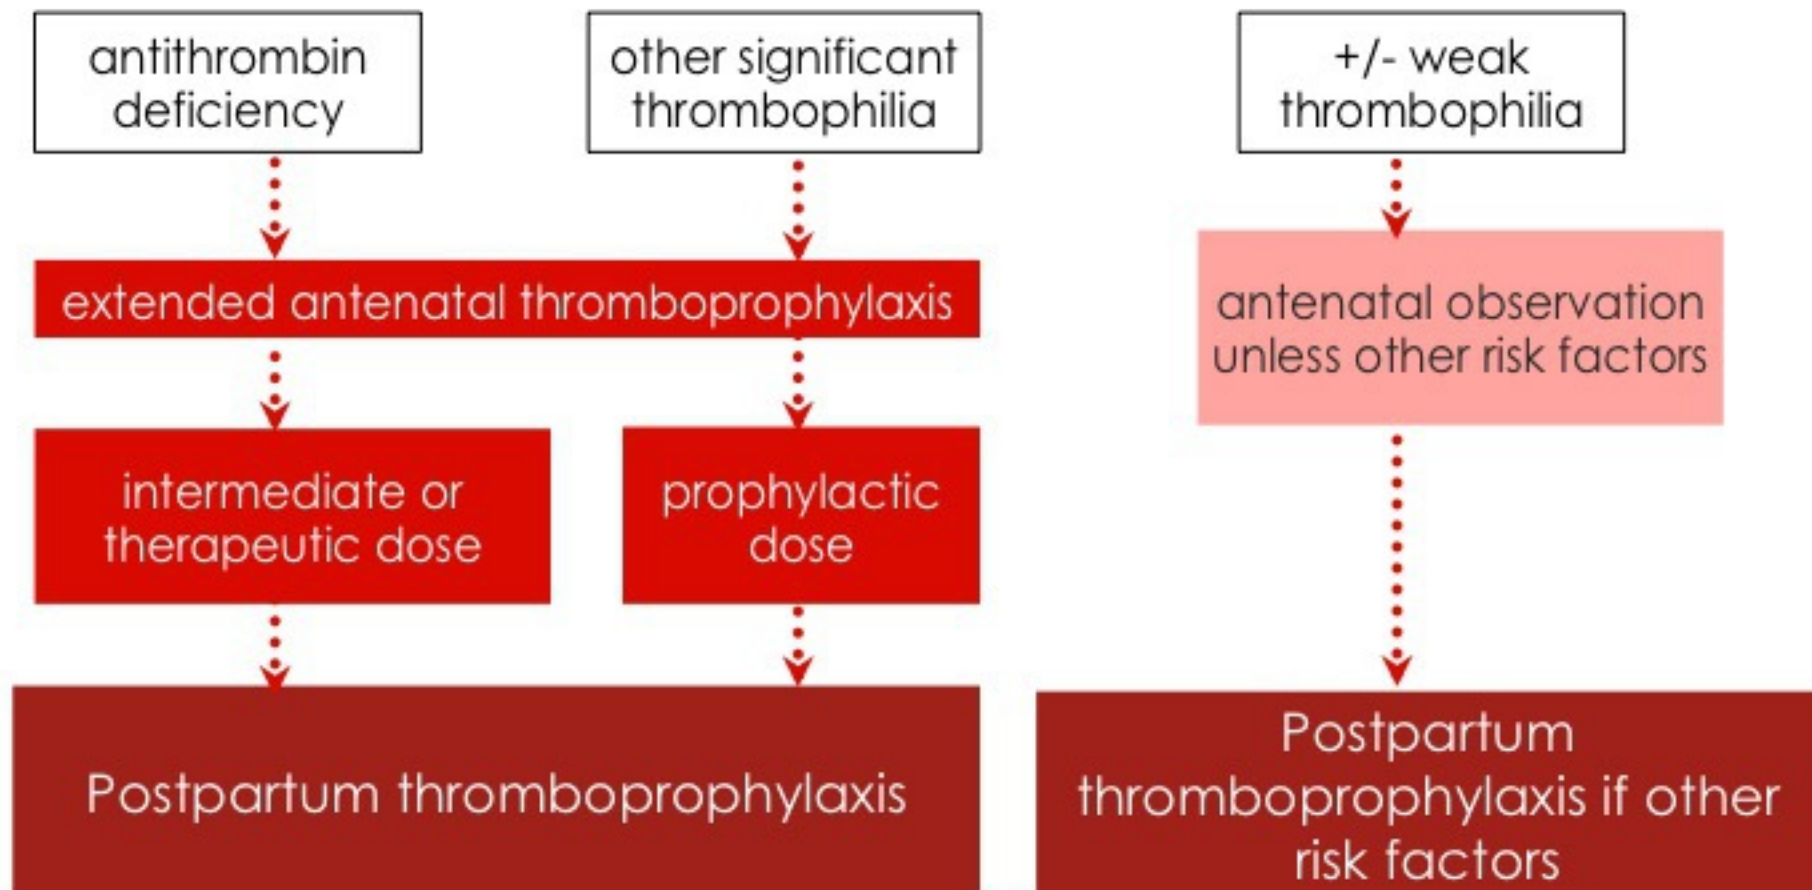 antithrombin
deficiency
other significant
thrombophilia
+/- weak
thrombophilia
extended antenatal thromboprophylaxis
antenatal observation
unless other risk factors
intermediate or
therapeutic dose
prophylactic
dose
Postpartum thromboprophylaxis
Postpartum
thromboprophylaxis if other
risk factors